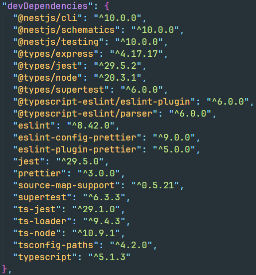 "devDependencies": {
"@nestjs/cli": "^10.0.0",
"@nestjs/schematics": "^10.0.0",
"@nestjs/testing": "^10.0.0",
"@types/express": "^4.17.17",
"@types/jest": "^29.5.2",
"@types/node": "^20.3.1",
"@types/supertest": "^6.0.0",
"@typescript-eslint/eslint-plugin": "^6.0.0",
"@typescript-eslint/parser": "^6.0.0",
"eslint": "^8.42.0",
"eslint-config-prettier": "^9.0.0",
"eslint-plugin-prettier": "^5.0.0",
"jest": "^29.5.0",
"prettier": "^3.0.0",
"source-map-support": "^0.5.21",
"supertest": "^6.3.3",
"ts-jest": "^29.1.0",
"ts-loader": "^9.4.3",
"ts-node": "^10.9.1",
"tsconfig-paths": "^4.2.0",
"typescript": "^5.1.3"
},